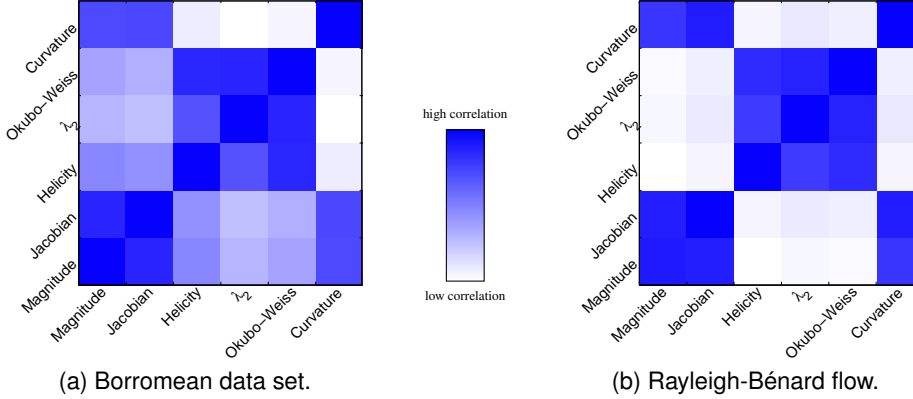 Curvature
Okubo−Weiss
λ2
Helicity
Jacobian
Magnitude
Magnitude
Jacobian
Helicity
λ2
Okubo−Weiss
Curvature
(a) Borromean data set.
high correlation
low correlation
Curvature
Okubo−Weiss
λ2
Helicity
Jacobian
Magnitude
Magnitude
Jacobian
Helicity
λ2
Okubo−Weiss
Curvature
(b) Rayleigh-Bénard flow.